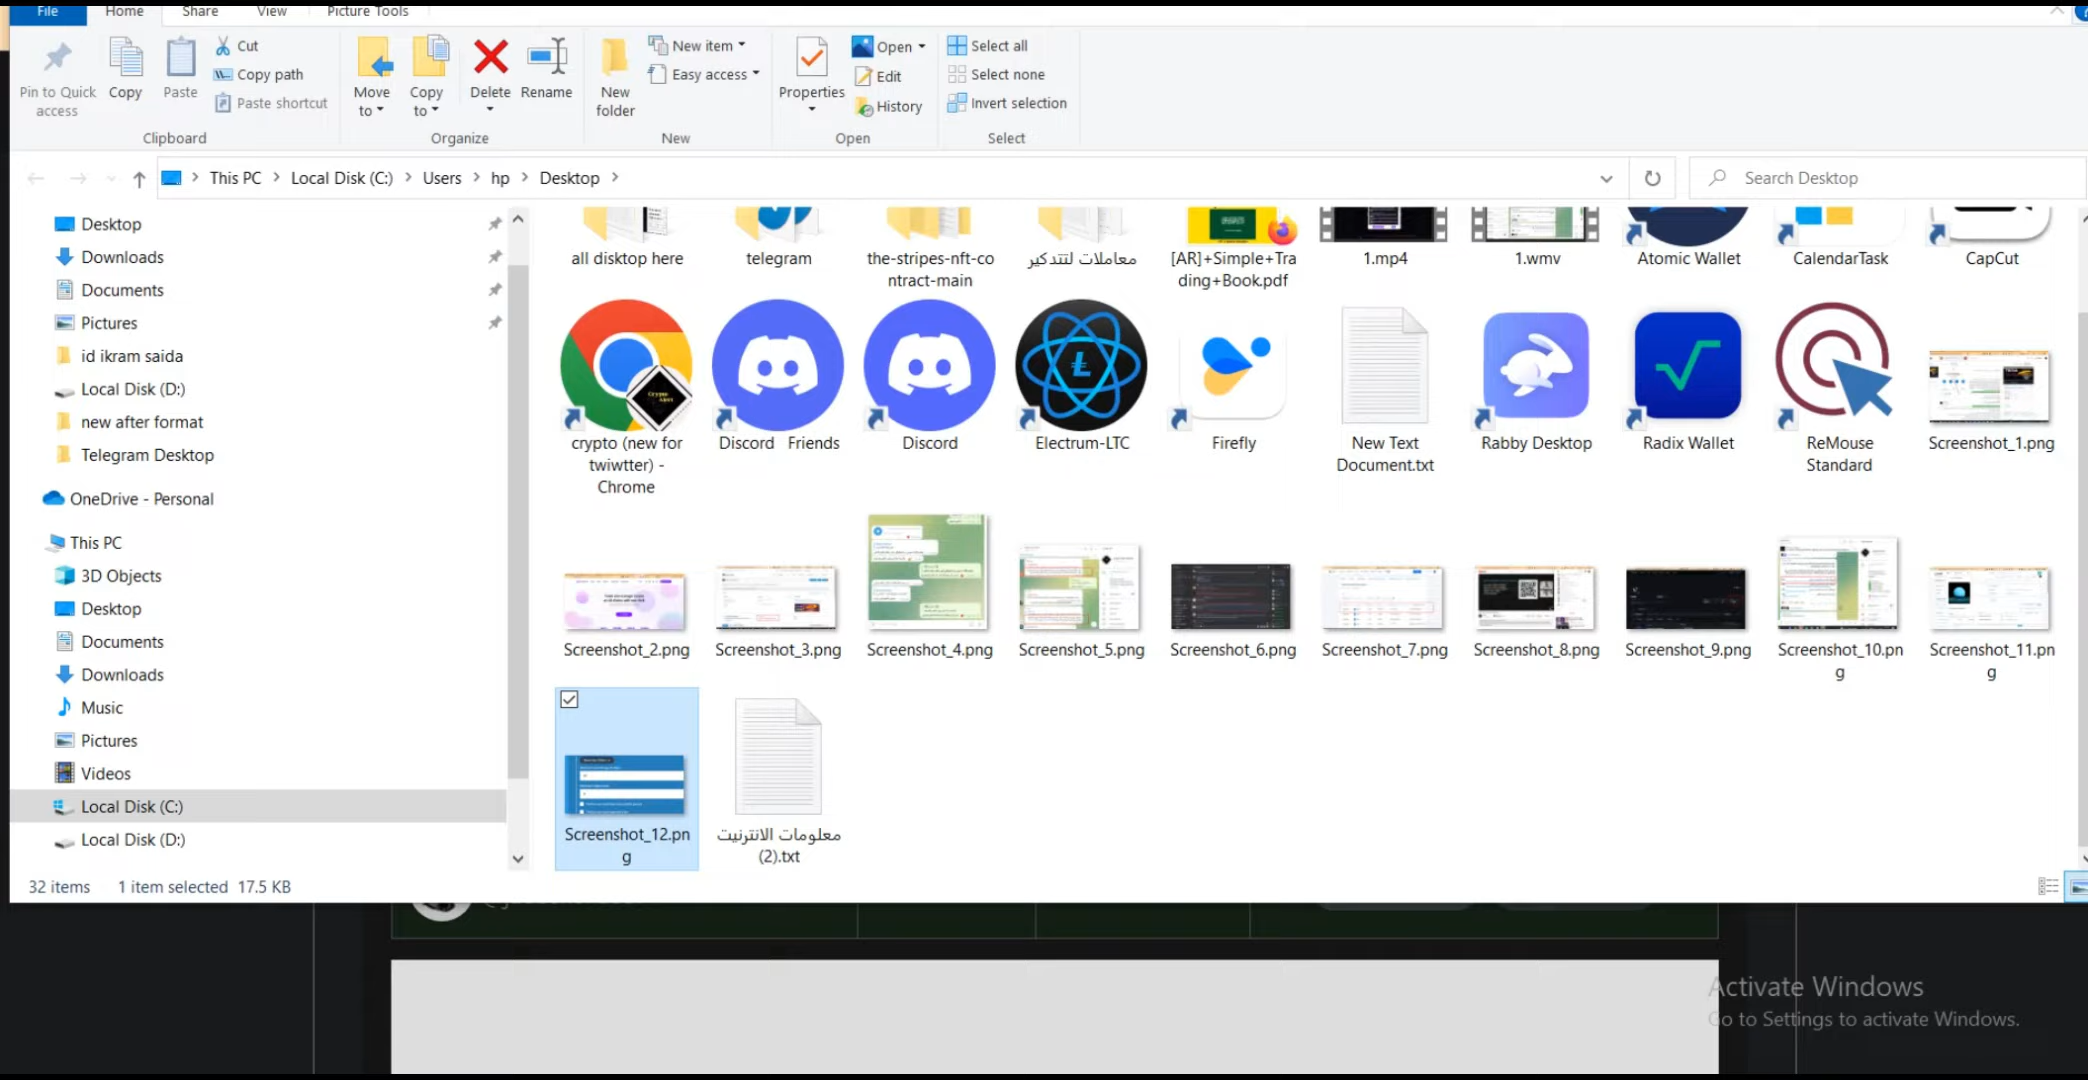 File Home Share View Picture Tools
Pin to Quick access
Copy
Paste
Cut
Copy path
Paste shortcut
Clipboard
Move to
Copy to
Delete
Rename
Organize
New folder
New item
Easy access
New
Properties
Open
Edit
History
Open
Select all
Select none
Invert selection
Select
This PC > Local Disk (C:) > Users > hp > Desktop >
Search Desktop
Desktop
Downloads
Documents
Pictures
id ikram saida
Local Disk (D:)
new after format
Telegram Desktop
OneDrive - Personal
This PC
3D Objects
Desktop
Documents
Downloads
Music
Pictures
Videos
Local Disk (C:)
Local Disk (D:)
all disktop here
telegram
the-stripes-nft-co
ntract-main
معاملات لتتدكير
[AR]+Simple+Tra
ding+Book.pdf
1.mp4
1.wmv
Atomic Wallet
CalendarTask
CapCut
crypto (new for
twiwtter) -
Chrome
Discord Friends
Discord
Electrum-LTC
Firefly
New Text
Document.txt
Rabby Desktop
Radix Wallet
ReMouse
Standard
Screenshot_1.png
Screenshot_2.png
Screenshot_3.png
Screenshot_4.png
Screenshot_5.png
Screenshot_6.png
Screenshot_7.png
Screenshot_8.png
Screenshot_9.png
Screenshot_10.pn
g
Screenshot_11.pn
g
Screenshot_12.pn
g
معلومات الانترنيت
(2).txt
32 items 1 item selected 17.5 KB
Activate Windows
Go to Settings to activate Windows.